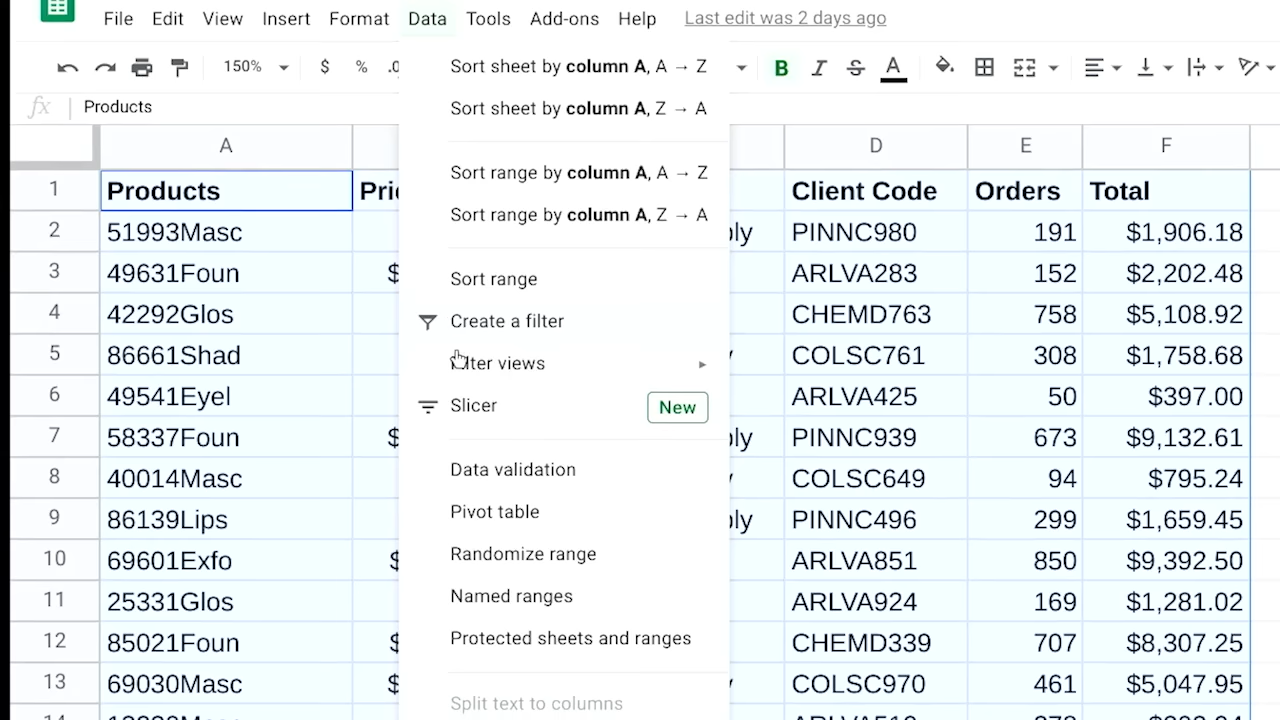 File Edit View Insert Format Data Tools Add-ons Help Last edit was 2 days ago
150% $ % .0 B I S A
fx Products
A D E F
1 Products Client Code Orders Total
2 51993Masc PINNC980 191 $1,906.18
3 49631Foun $ ARLVA283 152 $2,202.48
4 42292Glos CHEMD763 758 $5,108.92
5 86661Shad COLSC761 308 $1,758.68
6 49541Eyel ARLVA425 50 $397.00
7 58337Foun $ PINNC939 673 $9,132.61
8 40014Masc COLSC649 94 $795.24
9 86139Lips PINNC496 299 $1,659.45
10 69601Exfo $ ARLVA851 850 $9,392.50
11 25331Glos ARLVA924 169 $1,281.02
12 85021Foun $ CHEMD339 707 $8,307.25
13 69030Masc $ COLSC970 461 $5,047.95
Sort sheet by column A, A → Z
Sort sheet by column A, Z → A
Sort range by column A, A → Z
Sort range by column A, Z → A
Sort range
Create a filter
views
Slicer New
Data validation
Pivot table
Randomize range
Named ranges
Protected sheets and ranges
Split text to columns